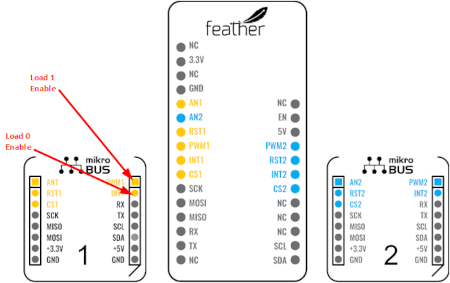 feather
NC
3.3V
NC
GND
AN1
AN2
RST1
PWM1
INT1
CS1
SCK
MOSI
MISO
RX
TX
NC
NC
EN
5V
PWM2
RST2
INT2
CS2
NC
NC
NC
NC
SCL
SDA
Load 1
Enable
Load 0
Enable
mikro
BUS
AN1
RST1
CS1
SCK
MISO
MOSI
+3.3V
GND
1
PWM1
INT1
RX
TX
SCL
SDA
+5V
GND
mikro
BUS
AN2
RST2
CS2
SCK
MISO
MOSI
+3.3V
GND
2
PWM2
INT2
RX
TX
SCL
SDA
+5V
GND